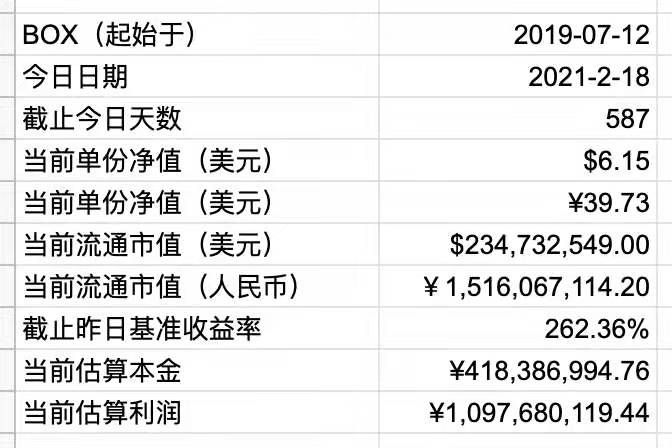 BOX（起始于） 2019-07-12
今日日期 2021-2-18
截止今日天数 587
当前单份净值（美元） $6.15
当前单份净值（美元） ¥39.73
当前流通市值（美元） $234,732,549.00
当前流通市值（人民币） ¥ 1,516,067,114.20
截止昨日基准收益率 262.36%
当前估算本金 ¥418,386,994.76
当前估算利润 ¥1,097,680,119.44